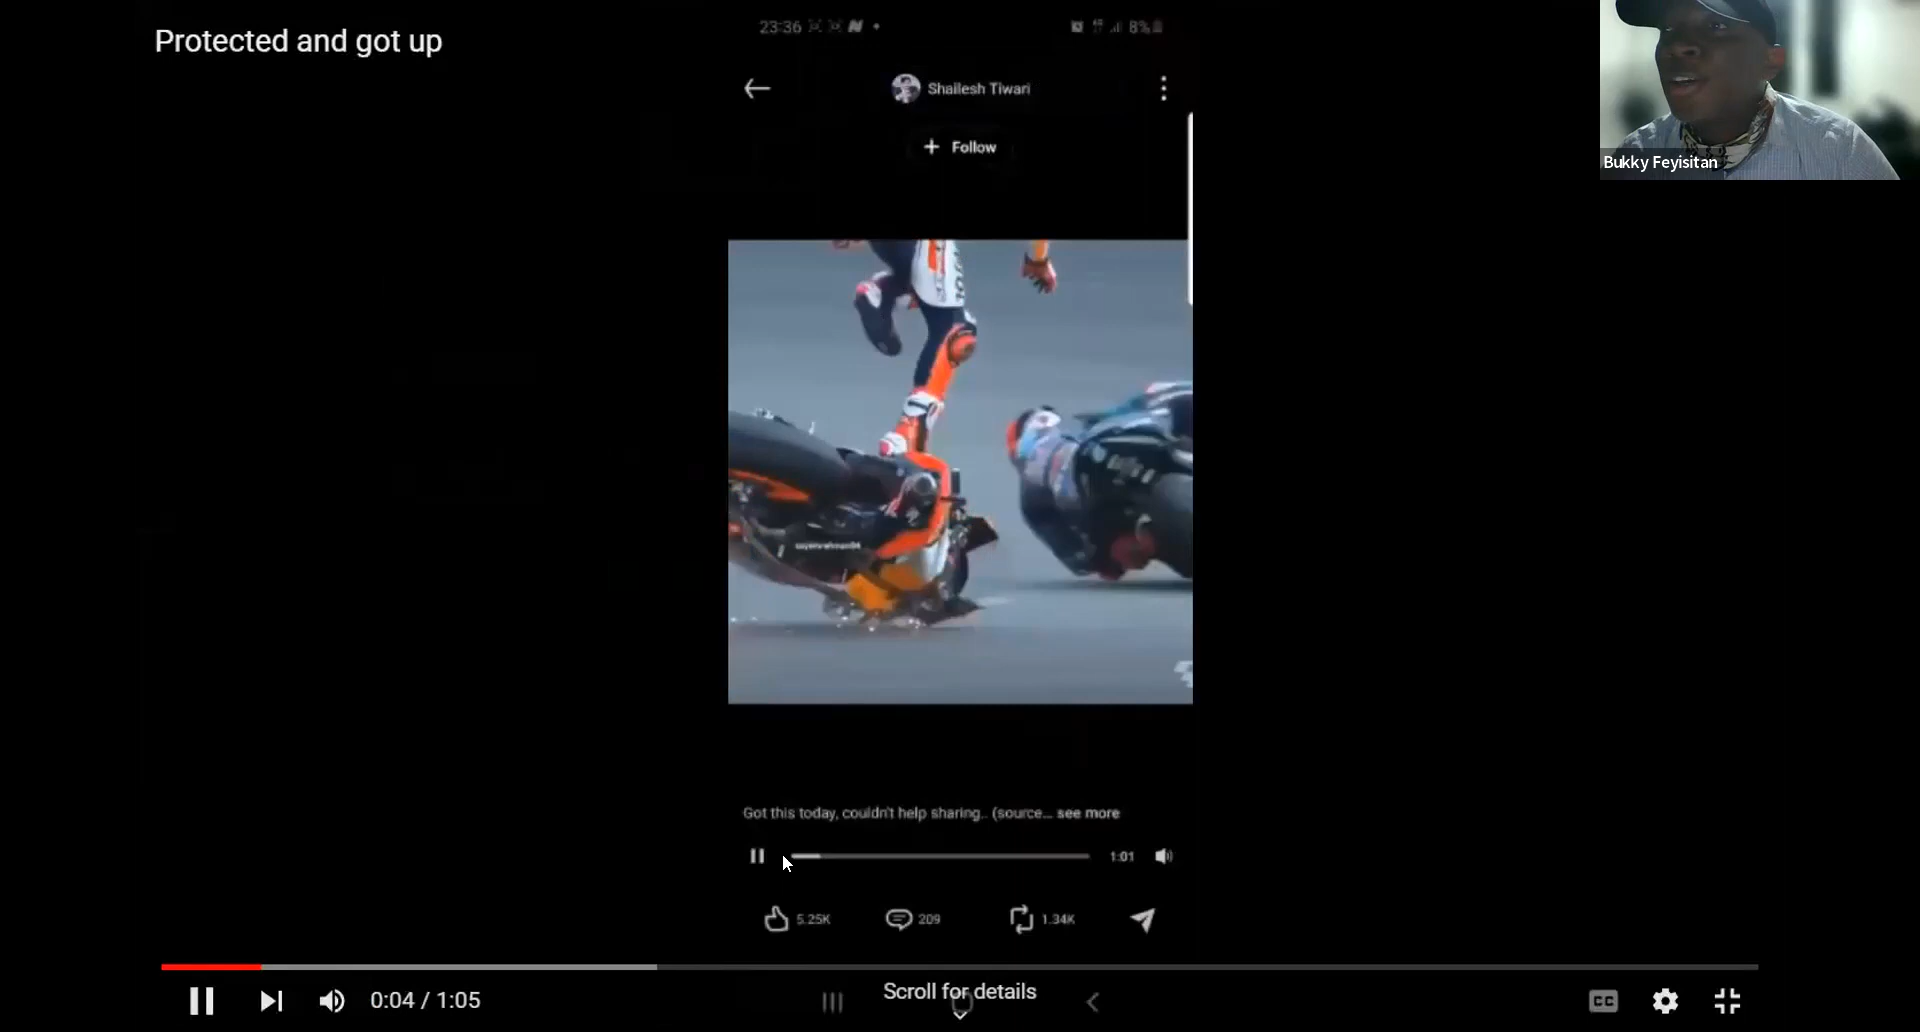 Protected and got up
23:36
8%
Shailesh Tiwari
+ Follow
Bukky Feyisitan
Got this today, couldn't help sharing.. (source... see more
1:01
5.25K
209
1.34K
0:04 / 1:05
Scroll for details
CC